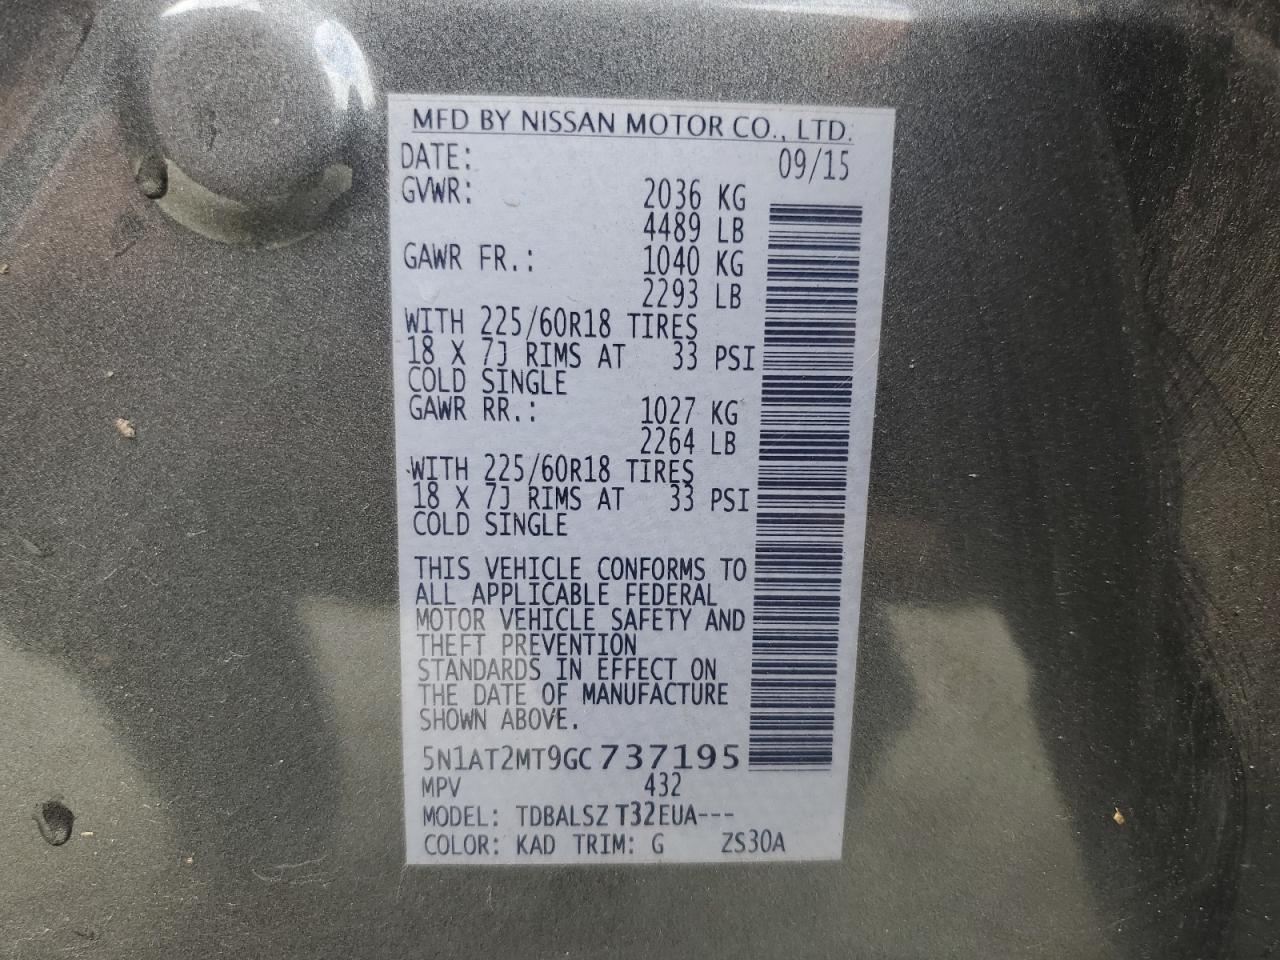 MFD BY NISSAN MOTOR CO., LTD.
DATE: 09/15
GVWR: 2036 KG
4489 LB
GAWR FR.: 1040 KG
2293 LB
WITH 225/60R18 TIRES
18 X 7J RIMS AT 33 PSI
COLD SINGLE
GAWR RR.: 1027 KG
2264 LB
WITH 225/60R18 TIRES
18 X 7J RIMS AT 33 PSI
COLD SINGLE
THIS VEHICLE CONFORMS TO
ALL APPLICABLE FEDERAL
MOTOR VEHICLE SAFETY AND
THEFT PREVENTION
STANDARDS IN EFFECT ON
THE DATE OF MANUFACTURE
SHOWN ABOVE.
5N1AT2MT9GC737195
MPV 432
MODEL: TDBALSZ T32EUA---
COLOR: KAD TRIM: G ZS30A